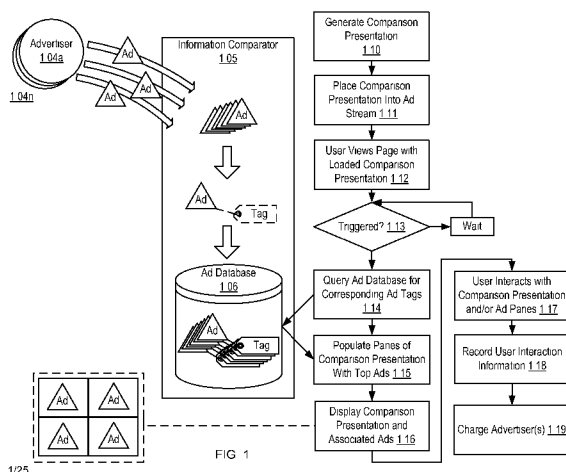 Advertiser
104a
104n
Ad
Ad
Ad
Information Comparator
105
Ad
Ad
Tag
Ad Database
106
Ad
Tag
Ad
Ad
Ad
Ad
Generate Comparison
Presentation
110
Place Comparison
Presentation Into Ad
Stream 111
User Views Page with
Loaded Comparison
Presentation 112
Triggered? 113
Wait
Query Ad Database for
Corresponding Ad Tags
114
Populate Panes of
Comparison Presentation
With Top Ads 115
Display Comparison
Presentation and
Associated Ads 116
User Interacts with
Comparison Presentation
and/or Ad Panes 117
Record User Interaction
Information 118
Charge Advertiser(s) 119
FIG 1
1/25